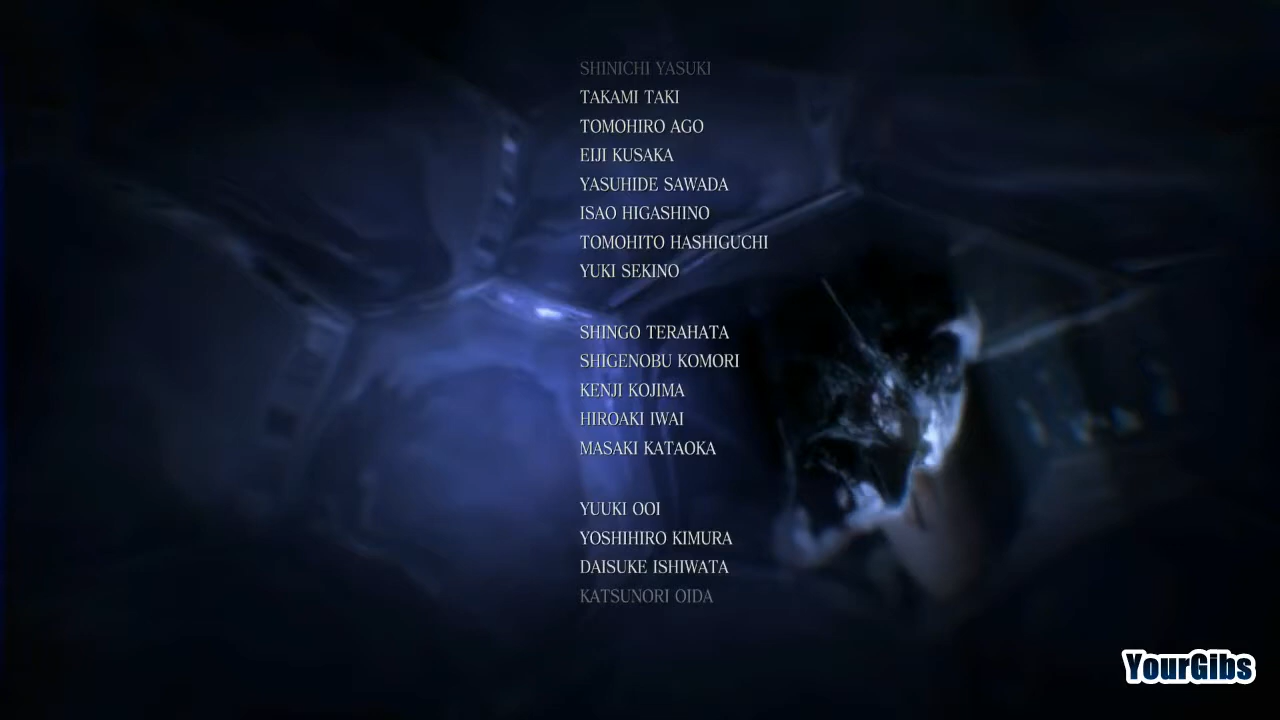 SHINICHI YASUKI
TAKAMI TAKI
TOMOHIRO AGO
EIJI KUSAKA
YASUHIDE SAWADA
ISAO HIGASHINO
TOMOHITO HASHIGUCHI
YUKI SEKINO
SHINGO TERAHATA
SHIGENOBU KOMORI
KENJI KOJIMA
HIROAKI IWAI
MASAKI KATAOKA
YUUKI OOI
YOSHIHIRO KIMURA
DAISUKE ISHIWATA
KATSUNORI OIDA
YourGibs